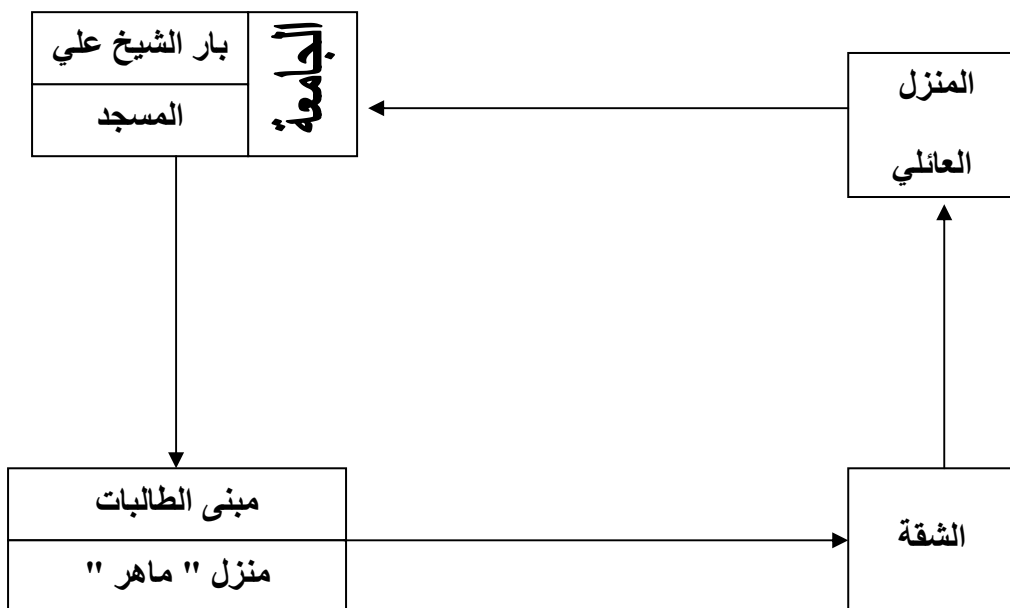 المنزل
العائلي
الجامعة
بار الشيخ علي
المسجد
مبنى الطالبات
منزل " ماهر "
الشقة